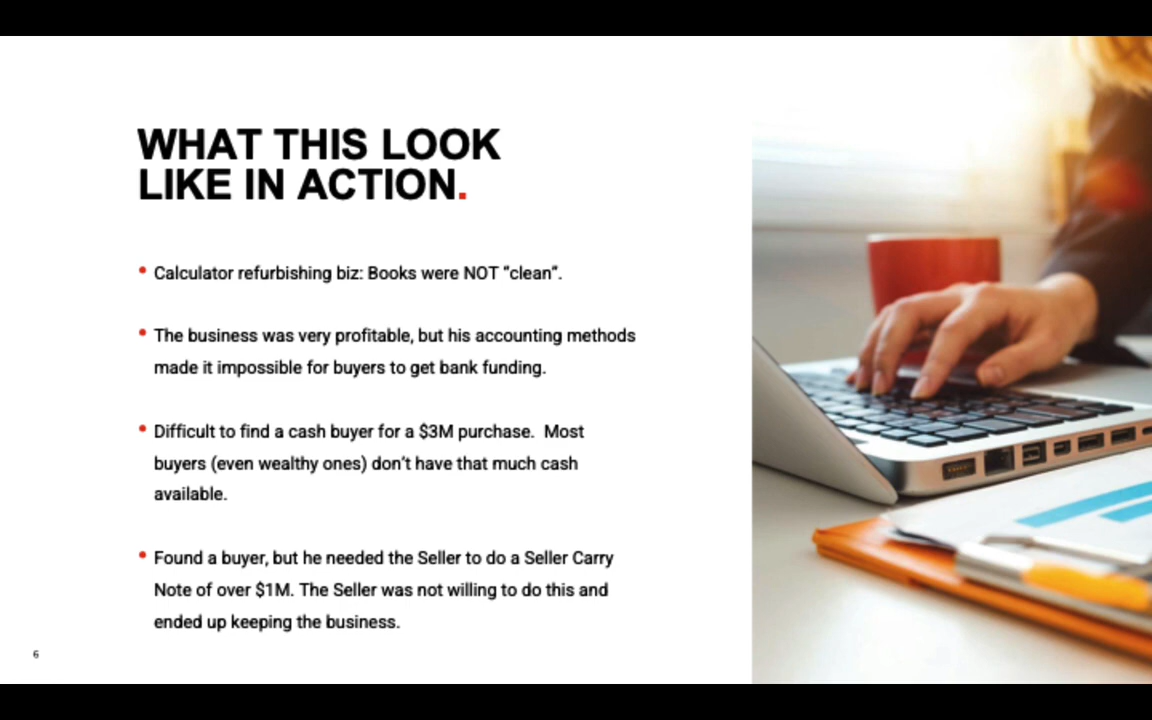 WHAT THIS LOOK
LIKE IN ACTION.
• Calculator refurbishing biz: Books were NOT “clean”.
• The business was very profitable, but his accounting methods
made it impossible for buyers to get bank funding.
• Difficult to find a cash buyer for a $3M purchase.  Most
buyers (even wealthy ones) don’t have that much cash
available.
• Found a buyer, but he needed the Seller to do a Seller Carry
Note of over $1M. The Seller was not willing to do this and
ended up keeping the business.
6